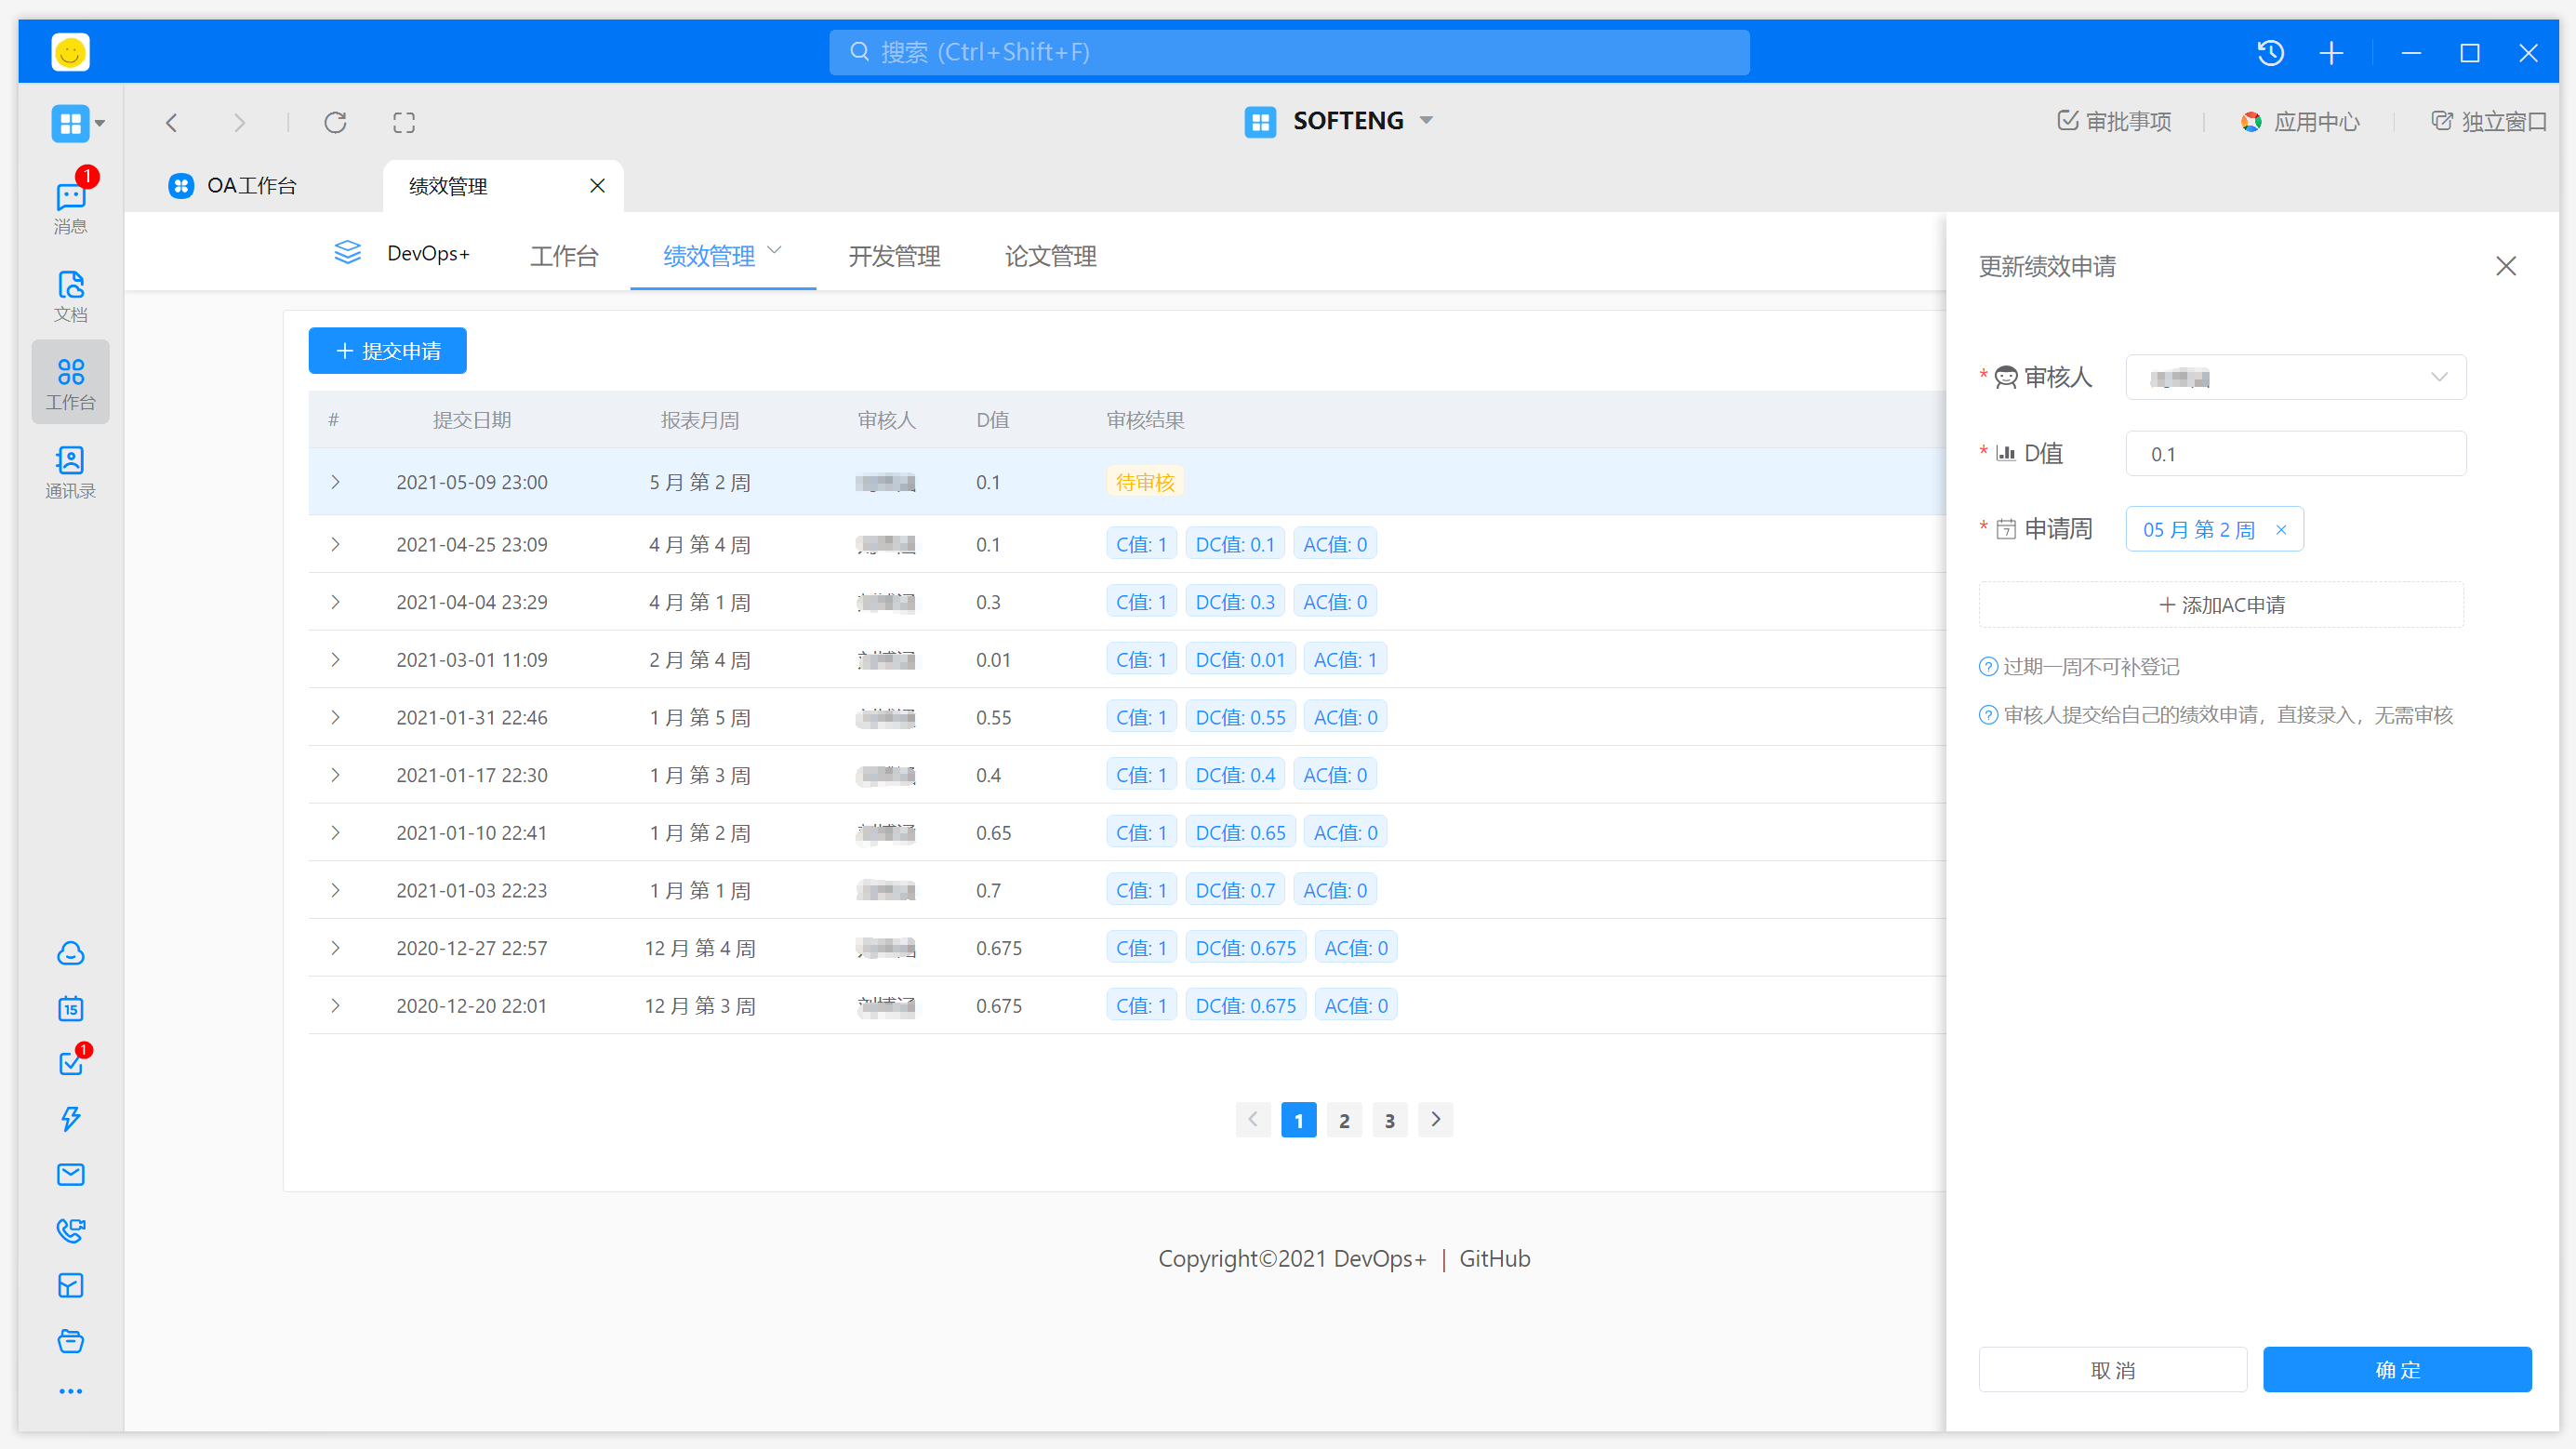 搜索 (Ctrl+Shift+F)
SOFTENG
审批事项
应用中心
独立窗口
1
消息
文档
工作台
通讯录
15
1
OA工作台
绩效管理
DevOps+ 工作台 绩效管理 开发管理 论文管理
+ 提交申请
# 提交日期 报表月周 审核人 D值 审核结果
2021-05-09 23:00 5 月 第 2 周 0.1 待审核
2021-04-25 23:09 4 月 第 4 周 0.1 C值: 1 DC值: 0.1 AC值: 0
2021-04-04 23:29 4 月 第 1 周 0.3 C值: 1 DC值: 0.3 AC值: 0
2021-03-01 11:09 2 月 第 4 周 0.01 C值: 1 DC值: 0.01 AC值: 1
2021-01-31 22:46 1 月 第 5 周 0.55 C值: 1 DC值: 0.55 AC值: 0
2021-01-17 22:30 1 月 第 3 周 0.4 C值: 1 DC值: 0.4 AC值: 0
2021-01-10 22:41 1 月 第 2 周 0.65 C值: 1 DC值: 0.65 AC值: 0
2021-01-03 22:23 1 月 第 1 周 0.7 C值: 1 DC值: 0.7 AC值: 0
2020-12-27 22:57 12 月 第 4 周 0.675 C值: 1 DC值: 0.675 AC值: 0
2020-12-20 22:01 12 月 第 3 周 0.675 C值: 1 DC值: 0.675 AC值: 0
1 2 3
Copyright©2021 DevOps+ | GitHub
更新绩效申请
* 审核人
* D值 0.1
* 7 申请周 05 月 第 2 周 ×
+ 添加AC申请
? 过期一周不可补登记
? 审核人提交给自己的绩效申请，直接录入，无需审核
取 消 确 定